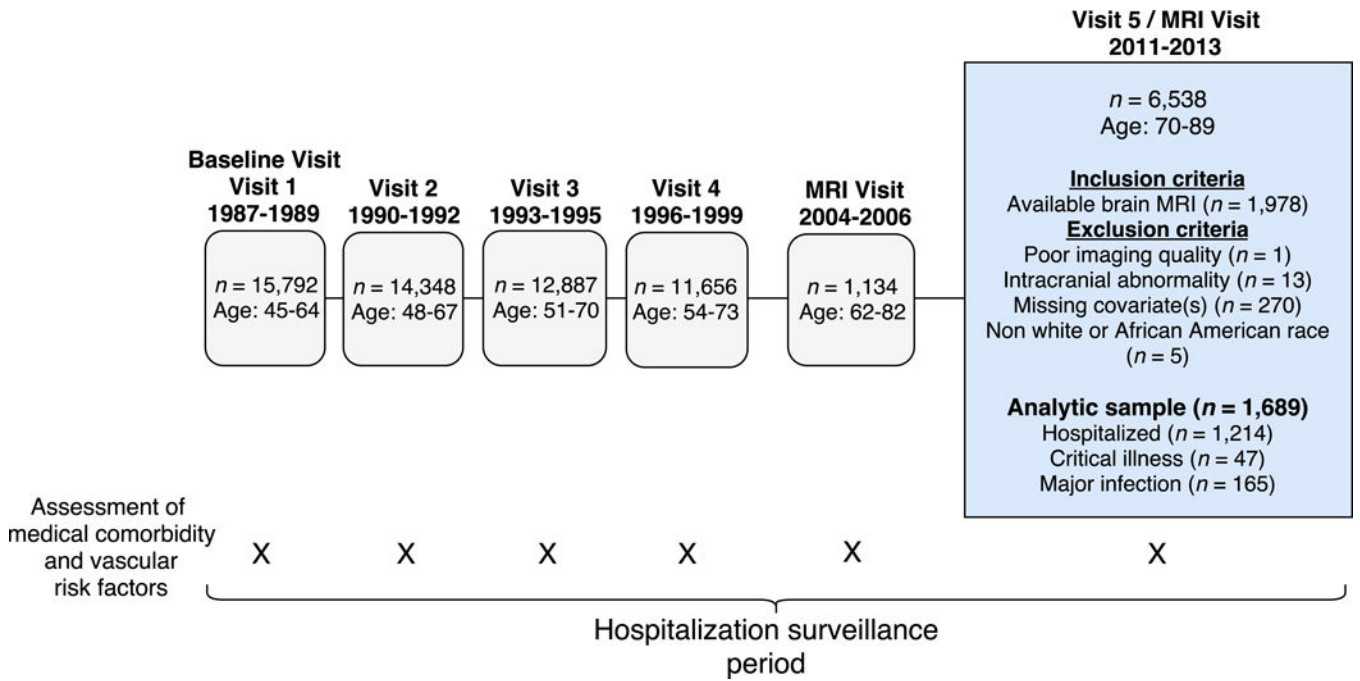 Baseline Visit
Visit 1
1987-1989
n = 15,792
Age: 45-64
Visit 2
1990-1992
n = 14,348
Age: 48-67
Visit 3
1993-1995
n = 12,887
Age: 51-70
Visit 4
1996-1999
n = 11,656
Age: 54-73
MRI Visit
2004-2006
n = 1,134
Age: 62-82
Visit 5 / MRI Visit
2011-2013
n = 6,538
Age: 70-89
Inclusion criteria
Available brain MRI (n = 1,978)
Exclusion criteria
Poor imaging quality (n = 1)
Intracranial abnormality (n = 13)
Missing covariate(s) (n = 270)
Non white or African American race
(n = 5)
Analytic sample (n = 1,689)
Hospitalized (n = 1,214)
Critical illness (n = 47)
Major infection (n = 165)
Assessment of
medical comorbidity
and vascular
risk factors
X X X X X X
Hospitalization surveillance
period